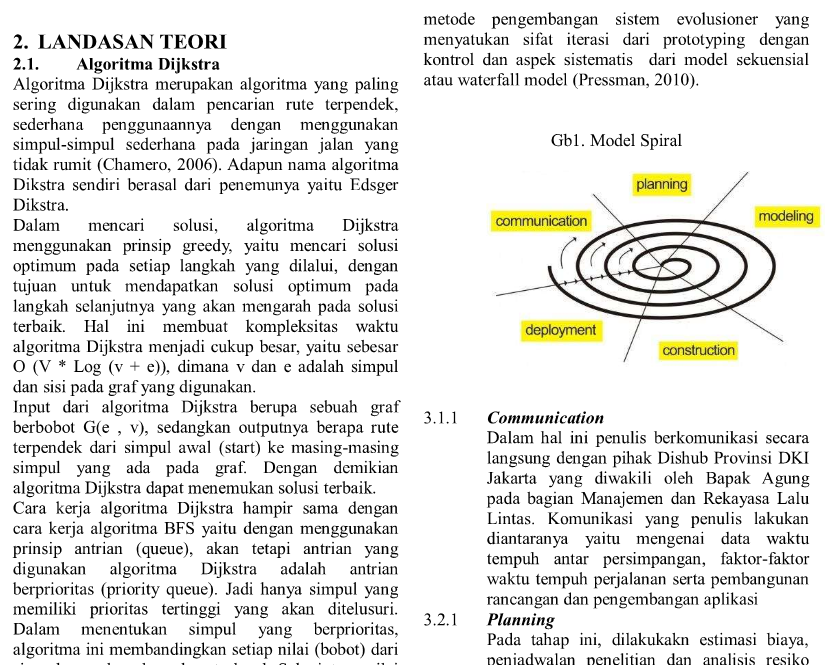 2. LANDASAN TEORI
2.1. Algoritma Dijkstra
Algoritma Dijkstra merupakan algoritma yang paling
sering digunakan dalam pencarian rute terpendek,
sederhana penggunaannya dengan menggunakan
simpul-simpul sederhana pada jaringan jalan yang
tidak rumit (Chamero, 2006). Adapun nama algoritma
Dikstra sendiri berasal dari penemunya yaitu Edsger
Dikstra.
Dalam mencari solusi, algoritma Dijkstra
menggunakan prinsip greedy, yaitu mencari solusi
optimum pada setiap langkah yang dilalui, dengan
tujuan untuk mendapatkan solusi optimum pada
langkah selanjutnya yang akan mengarah pada solusi
terbaik. Hal ini membuat kompleksitas waktu
algoritma Dijkstra menjadi cukup besar, yaitu sebesar
O (V * Log (v + e)), dimana v dan e adalah simpul
dan sisi pada graf yang digunakan.
Input dari algoritma Dijkstra berupa sebuah graf
berbobot G(e , v), sedangkan outputnya berapa rute
terpendek dari simpul awal (start) ke masing-masing
simpul yang ada pada graf. Dengan demikian
algoritma Dijkstra dapat menemukan solusi terbaik.
Cara kerja algoritma Dijkstra hampir sama dengan
cara kerja algoritma BFS yaitu dengan menggunakan
prinsip antrian (queue), akan tetapi antrian yang
digunakan algoritma Dijkstra adalah antrian
berprioritas (priority queue). Jadi hanya simpul yang
memiliki prioritas tertinggi yang akan ditelusuri.
Dalam menentukan simpul yang berprioritas,
algoritma ini membandingkan setiap nilai (bobot) dari
metode pengembangan sistem evolusioner yang
menyatukan sifat iterasi dari prototyping dengan
kontrol dan aspek sistematis dari model sekuensial
atau waterfall model (Pressman, 2010).
Gb1. Model Spiral
planning
communication
modeling
deployment
construction
3.1.1 Communication
Dalam hal ini penulis berkomunikasi secara
langsung dengan pihak Dishub Provinsi DKI
Jakarta yang diwakili oleh Bapak Agung
pada bagian Manajemen dan Rekayasa Lalu
Lintas. Komunikasi yang penulis lakukan
diantaranya yaitu mengenai data waktu
tempuh antar persimpangan, faktor-faktor
waktu tempuh perjalanan serta pembangunan
rancangan dan pengembangan aplikasi
3.2.1 Planning
Pada tahap ini, dilakukakn estimasi biaya,
penjadwalan penelitian dan analisis resiko